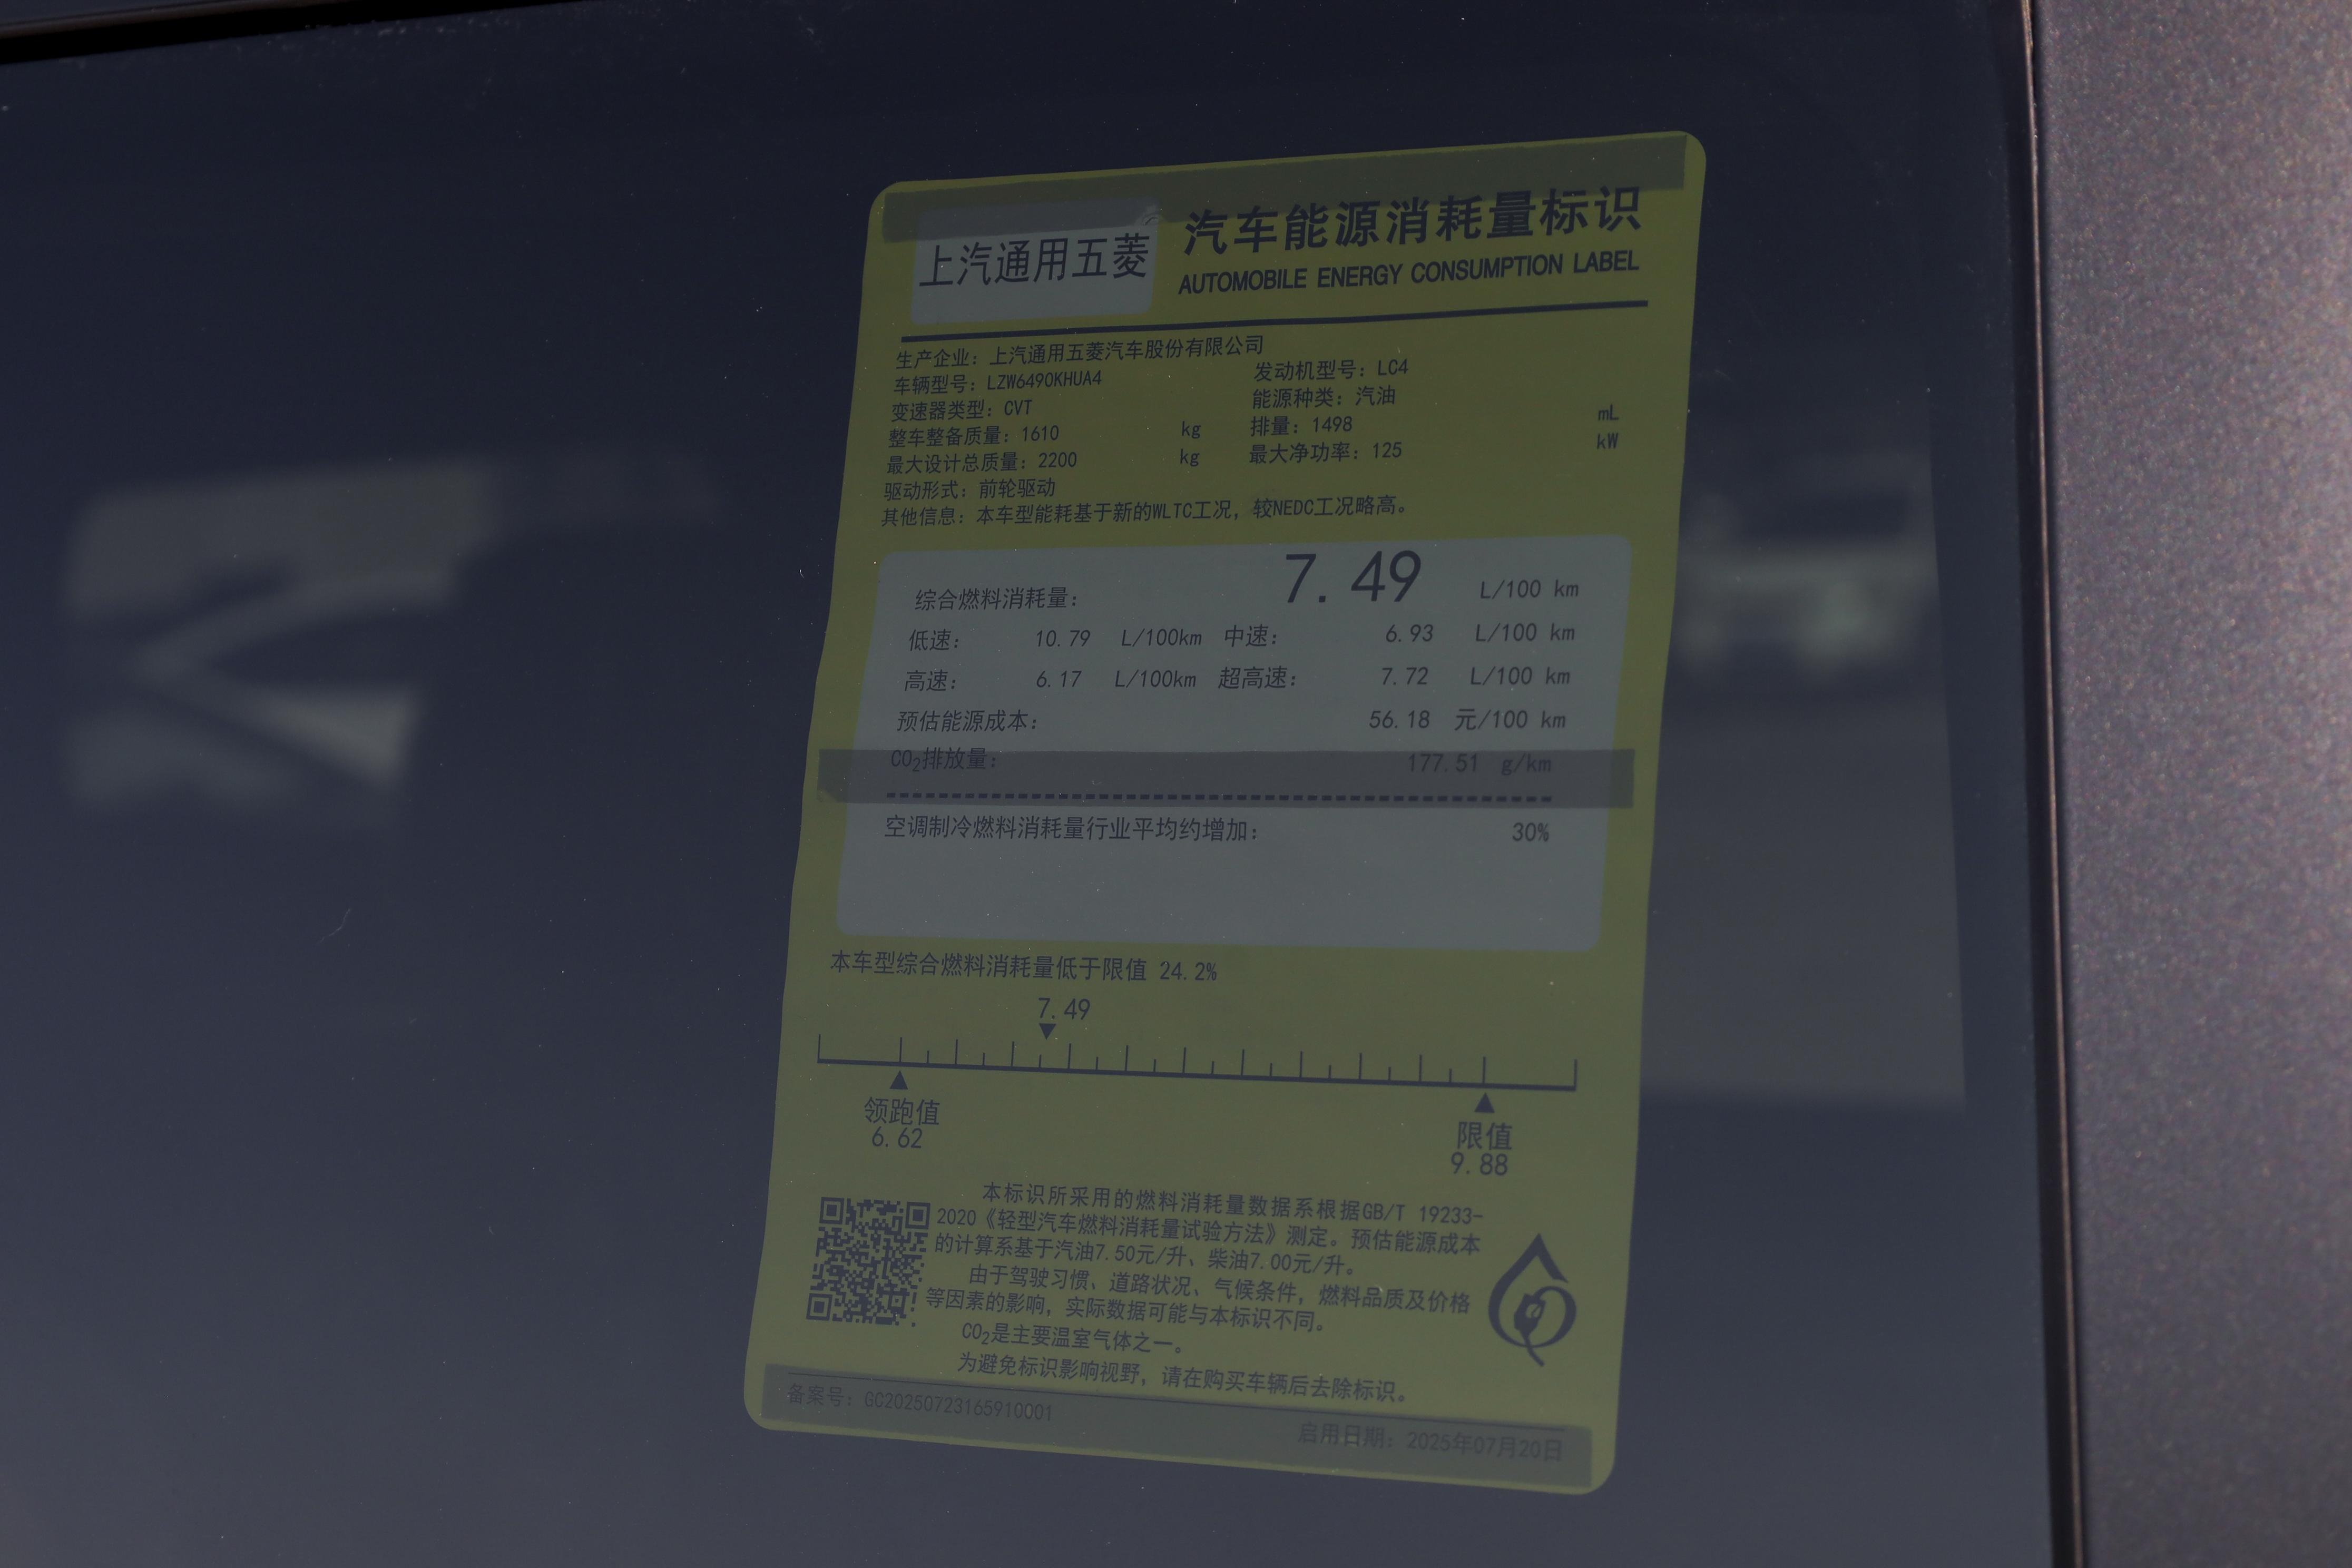 上汽通用五菱
汽车能源消耗量标识
AUTOMOBILE ENERGY CONSUMPTION LABEL
生产企业：上汽通用五菱汽车股份有限公司
车辆型号：LZW6490KHUA4 发动机型号：LC4
变速器类型：CVT 能源种类：汽油
整车整备质量：1610 kg 排量：1498 mL
最大设计总质量：2200 kg 最大净功率：125 kW
驱动形式：前轮驱动
其他信息：本车型能耗基于新的WLTC工况，较NEDC工况略高。
综合燃料消耗量： 7.49 L/100 km
低速： 10.79 L/100km 中速： 6.93 L/100 km
高速： 6.17 L/100km 超高速： 7.72 L/100 km
预估能源成本： 56.18 元/100 km
CO₂排放量： 177.51 g/km
空调制冷燃料消耗量行业平均约增加： 30%
本车型综合燃料消耗量低于限值 24.2%
7.49
领跑值 限值
6.62 9.88
本标识所采用的燃料消耗量数据系根据GB/T 19233-
2020《轻型汽车燃料消耗量试验方法》测定。预估能源成本
的计算系基于汽油7.50元/升、柴油7.00元/升。
由于驾驶习惯、道路状况、气候条件，燃料品质及价格
等因素的影响，实际数据可能与本标识不同。
CO₂是主要温室气体之一。
为避免标识影响视野，请在购买车辆后去除标识。
备案号：GC20250723165910001 启用日期：2025年07月20日